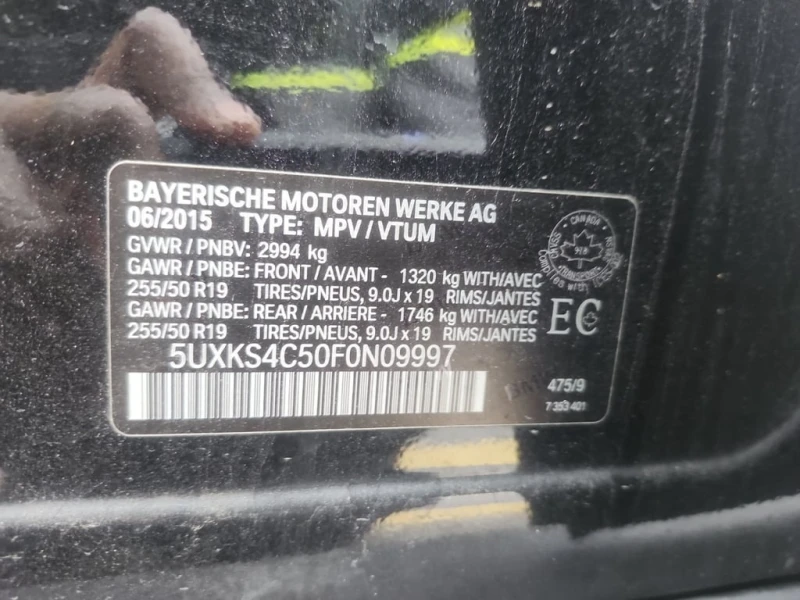 BAYERISCHE MOTOREN WERKE AG
06/2015 TYPE: MPV / VTUM
GVWR / PNBV: 2994 kg
GAWR / PNBE: FRONT / AVANT - 1320 kg WITH/AVEC
255/50 R19 TIRES/PNEUS, 9.0J x 19 RIMS/JANTES
GAWR / PNBE: REAR / ARRIERE - 1746 kg WITH/AVEC
255/50 R19 TIRES/PNEUS, 9.0J x 19 RIMS/JANTES
5UXKS4C50F0N09997
CANADA
EC
475/9
7 353 401